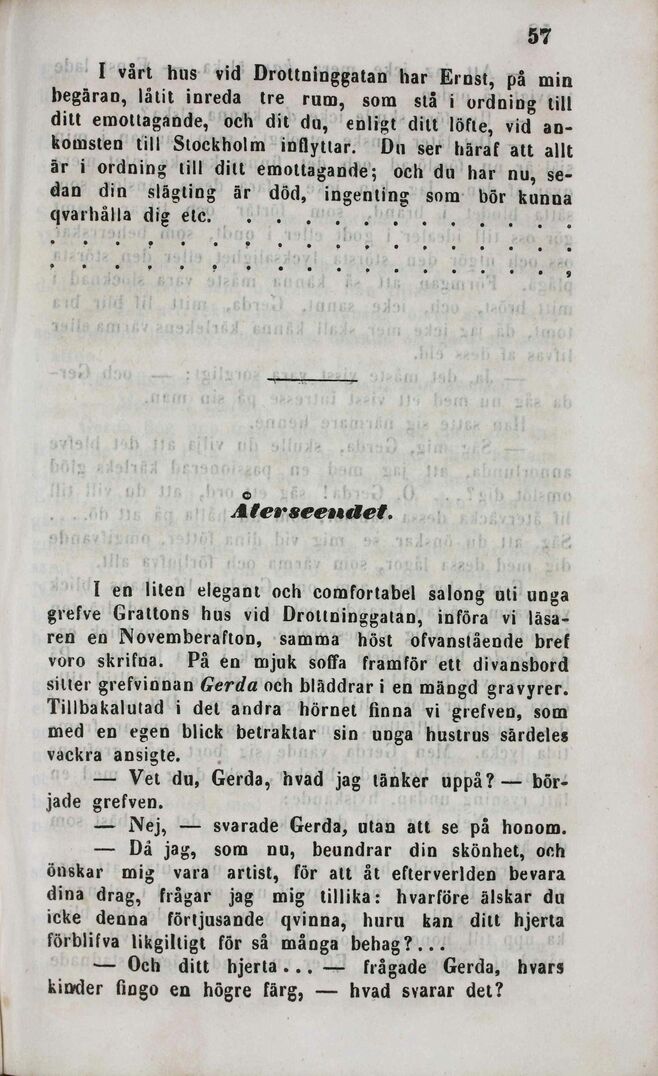 57
I vårt hus vid Drottninggatan har Ernst, på min
begäran, låtit inreda tre rum, som stå i ordning till
ditt emottagande, och dit du, enligt ditt löfte, vid an-
komsten till Stockholm inflyttar. Du ser häraf att allt
är i ordning till ditt emottagande; och du har nu, se-
dan din slägting är död, ingenting som bör kunna
qvarhålla dig etc. . . . . . . . . . . . .
. . . . . . . . . . . . . . . . .
. . . . . . . . . . . . . . . . ,
Återseendet.
I en liten elegant och comfortabel salong uti unga
grefve Grattons hus vid Drottninggatan, införa vi läsa-
ren en Novemberafton, samma höst ofvanstående bref
voro skrifna. På en mjuk soffa framför ett divansbord
sitter grefvinnan Gerda och bläddrar i en mängd gravyrer.
Tillbakalutad i det andra hörnet finna vi grefven, som
med en egen blick betraktar sin unga hustrus särdeles
vackra ansigte.
— Vet du, Gerda, hvad jag tänker uppå? — bör-
jade grefven.
— Nej, — svarade Gerda, utan att se på honom.
— Då jag, som nu, beundrar din skönhet, och
önskar mig vara artist, för att åt efterverlden bevara
dina drag, frågar jag mig tillika: hvarföre älskar du
icke denna förtjusande qvinna, huru kan ditt hjerta
förblifva likgiltigt för så många behag?...
— Och ditt hjerta... — frågade Gerda, hvars
kinder fingo en högre färg, — hvad svarar det?